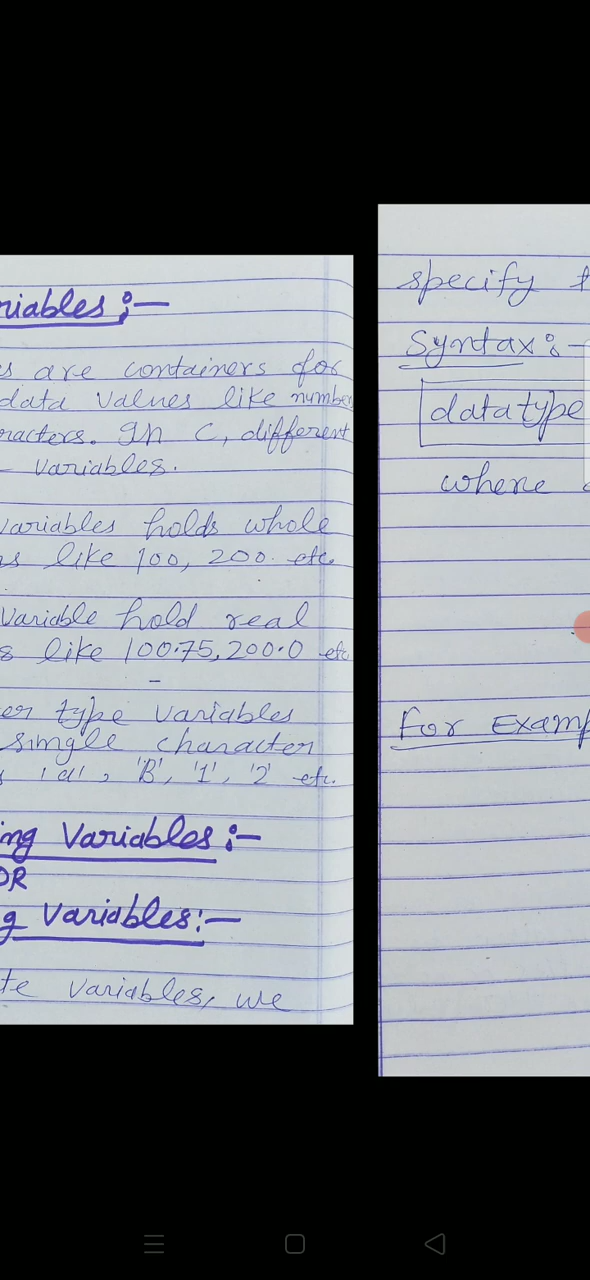 riables :-
s are containers for
data values like number
racters. In C, different
variables.
variables holds whole
s like 100, 200. etc.
variable hold real
s like 100.75, 200.0 etc
er type variables
single character
'a', 'B', '1', '2' etc.
ing Variables :-
OR
g Variables :-
te variables, we
specify t
Syntax :-
datatype
where
For Examp